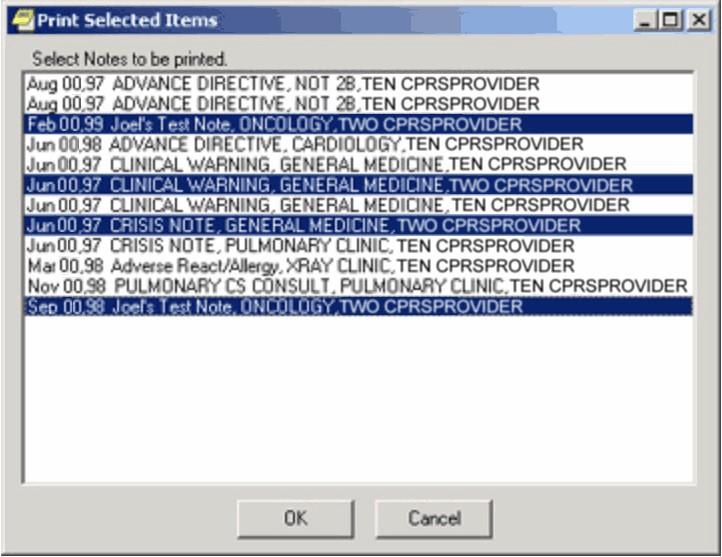 Print Selected Items
Select Notes to be printed.
Aug 00,97 ADVANCE DIRECTIVE, NOT 2B,TEN CPRSPROVIDER
Aug 00,97 ADVANCE DIRECTIVE, NOT 2B,TEN CPRSPROVIDER
Feb 00,99 Joel's Test Note, ONCOLOGY,TWO CPRSPROVIDER
Jun 00,98 ADVANCE DIRECTIVE, CARDIOLOGY,TEN CPRSPROVIDER
Jun 00,97 CLINICAL WARNING, GENERAL MEDICINE,TEN CPRSPROVIDER
Jun 00,97 CLINICAL WARNING, GENERAL MEDICINE,TWO CPRSPROVIDER
Jun 00,97 CLINICAL WARNING, GENERAL MEDICINE,TEN CPRSPROVIDER
Jun 00,97 CRISIS NOTE, GENERAL MEDICINE, TWO CPRSPROVIDER
Jun 00,97 CRISIS NOTE, PULMONARY CLINIC, TEN CPRSPROVIDER
Mar 00,98 Adverse React/Allergy, XRAY CLINIC, TEN CPRSPROVIDER
Nov 00,98 PULMONARY CS CONSULT, PULMONARY CLINIC,TEN CPRSPROVIDER
Sep 00,98 Joel's Test Note, ONCOLOGY,TWO CPRSPROVIDER
OK Cancel